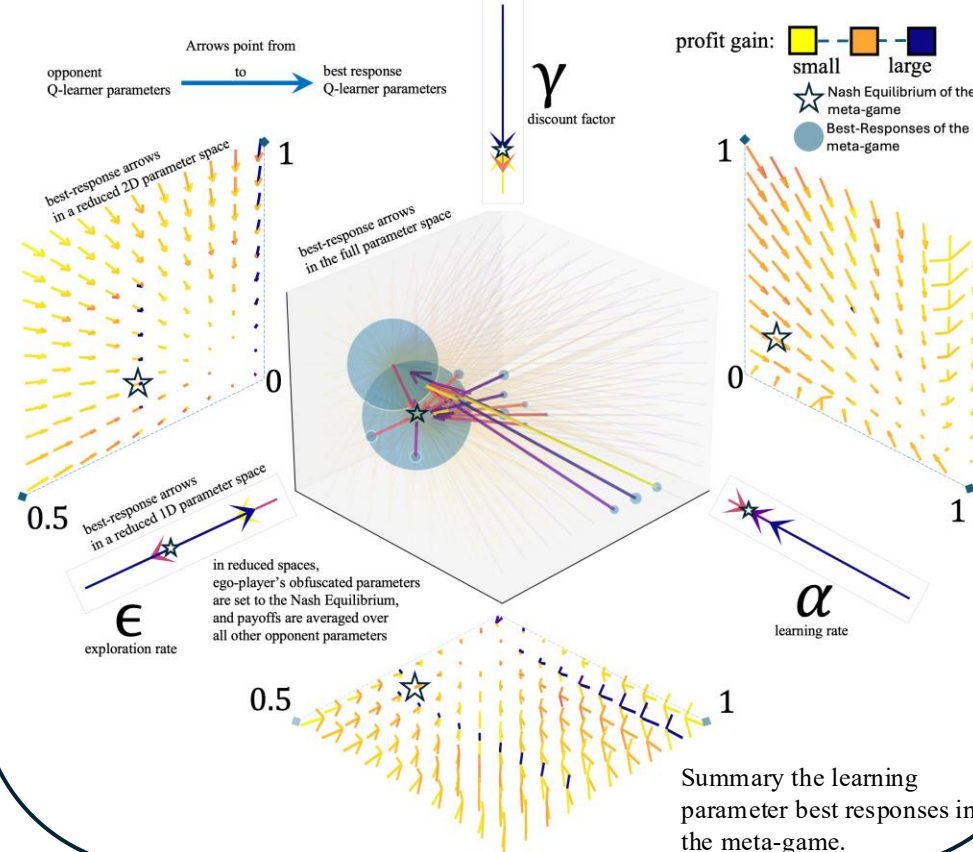 profit gain:
small large
Nash Equilibrium of the
meta-game
Best-Responses of the
meta-game
Arrows point from
to
opponent
Q-learner parameters
best response
Q-learner parameters
γ
discount factor
best-response arrows
in a reduced 2D parameter space
1
1
best-response arrows
in the full parameter space
0
0
0.5
1
best-response arrows
in a reduced 1D parameter space
ϵ
exploration rate
in reduced spaces,
ego-player's obfuscated parameters
are set to the Nash Equilibrium,
and payoffs are averaged over
all other opponent parameters
α
learning rate
0.5
1
Summary the learning
parameter best responses in
the meta-game.